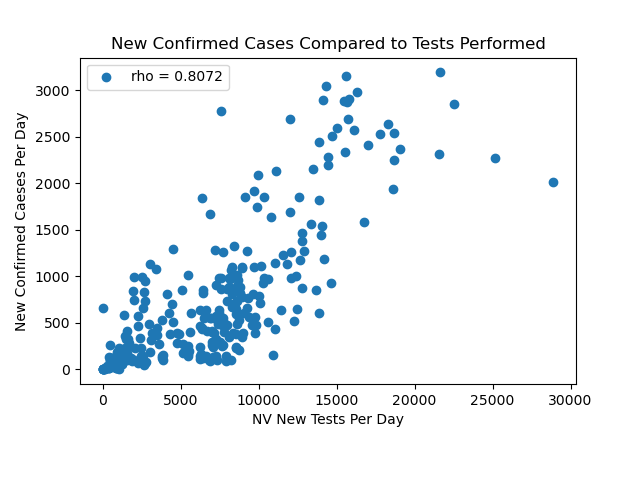 New Confirmed Cases Compared to Tests Performed
rho = 0.8072
3000
2500
2000
1500
1000
500
0
New Confirmed Caeses Per Day
0 5000 10000 15000 20000 25000 30000
NV New Tests Per Day